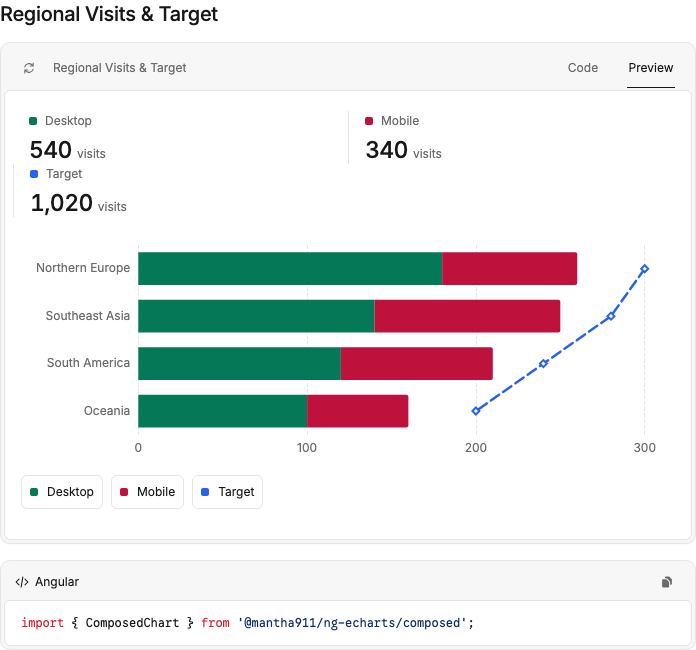 Regional Visits & Target
Regional Visits & Target
Code
Preview
Desktop
540 visits
Mobile
340 visits
Target
1,020 visits
Northern Europe
Southeast Asia
South America
Oceania
0 100 200 300
Desktop
Mobile
Target
</> Angular
import { ComposedChart } from '@mantha911/ng-echarts/composed';